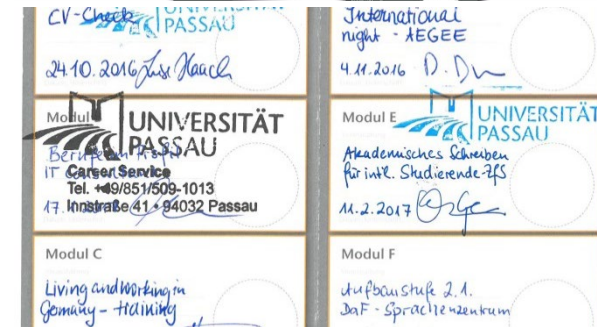 CV-Check
UNIVERSITÄT
PASSAU
24.10.2016
International
night - AEGEE
4.11.2016
Modul
UNIVERSITÄT
PASSAU
IT
Career Service
Tel. +49/851/509-1013
17.
Innstraße 41 • 94032 Passau
Modul E
UNIVERSITÄT
PASSAU
Akademisches Schreiben
für intl. Studierende-ZfS
11.2.2017
Modul C
Living and working in
Germany - training
Modul F
Aufbaustufe 2.1.
DaF - Sprachenzentrum